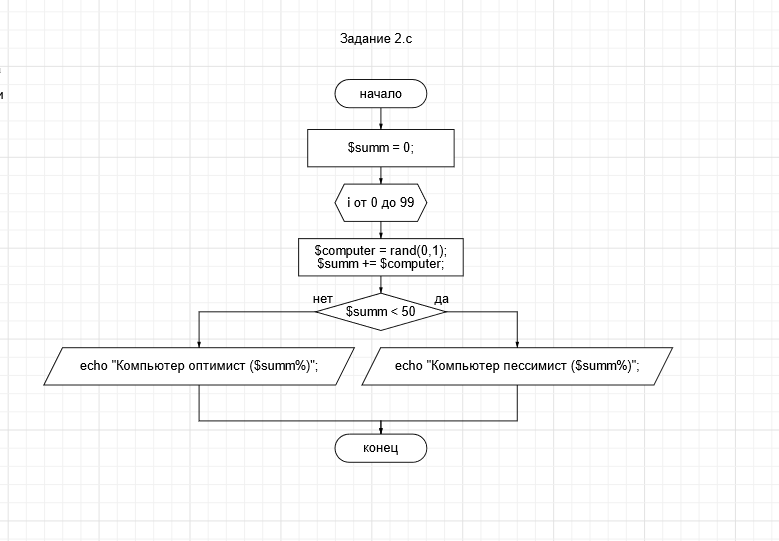 Задание 2.c
и
начало
$summ = 0;
i от 0 до 99
$computer = rand(0,1);
$summ += $computer;
нет
да
$summ < 50
echo "Компьютер оптимист ($summ%)";
echo "Компьютер пессимист ($summ%)";
конец